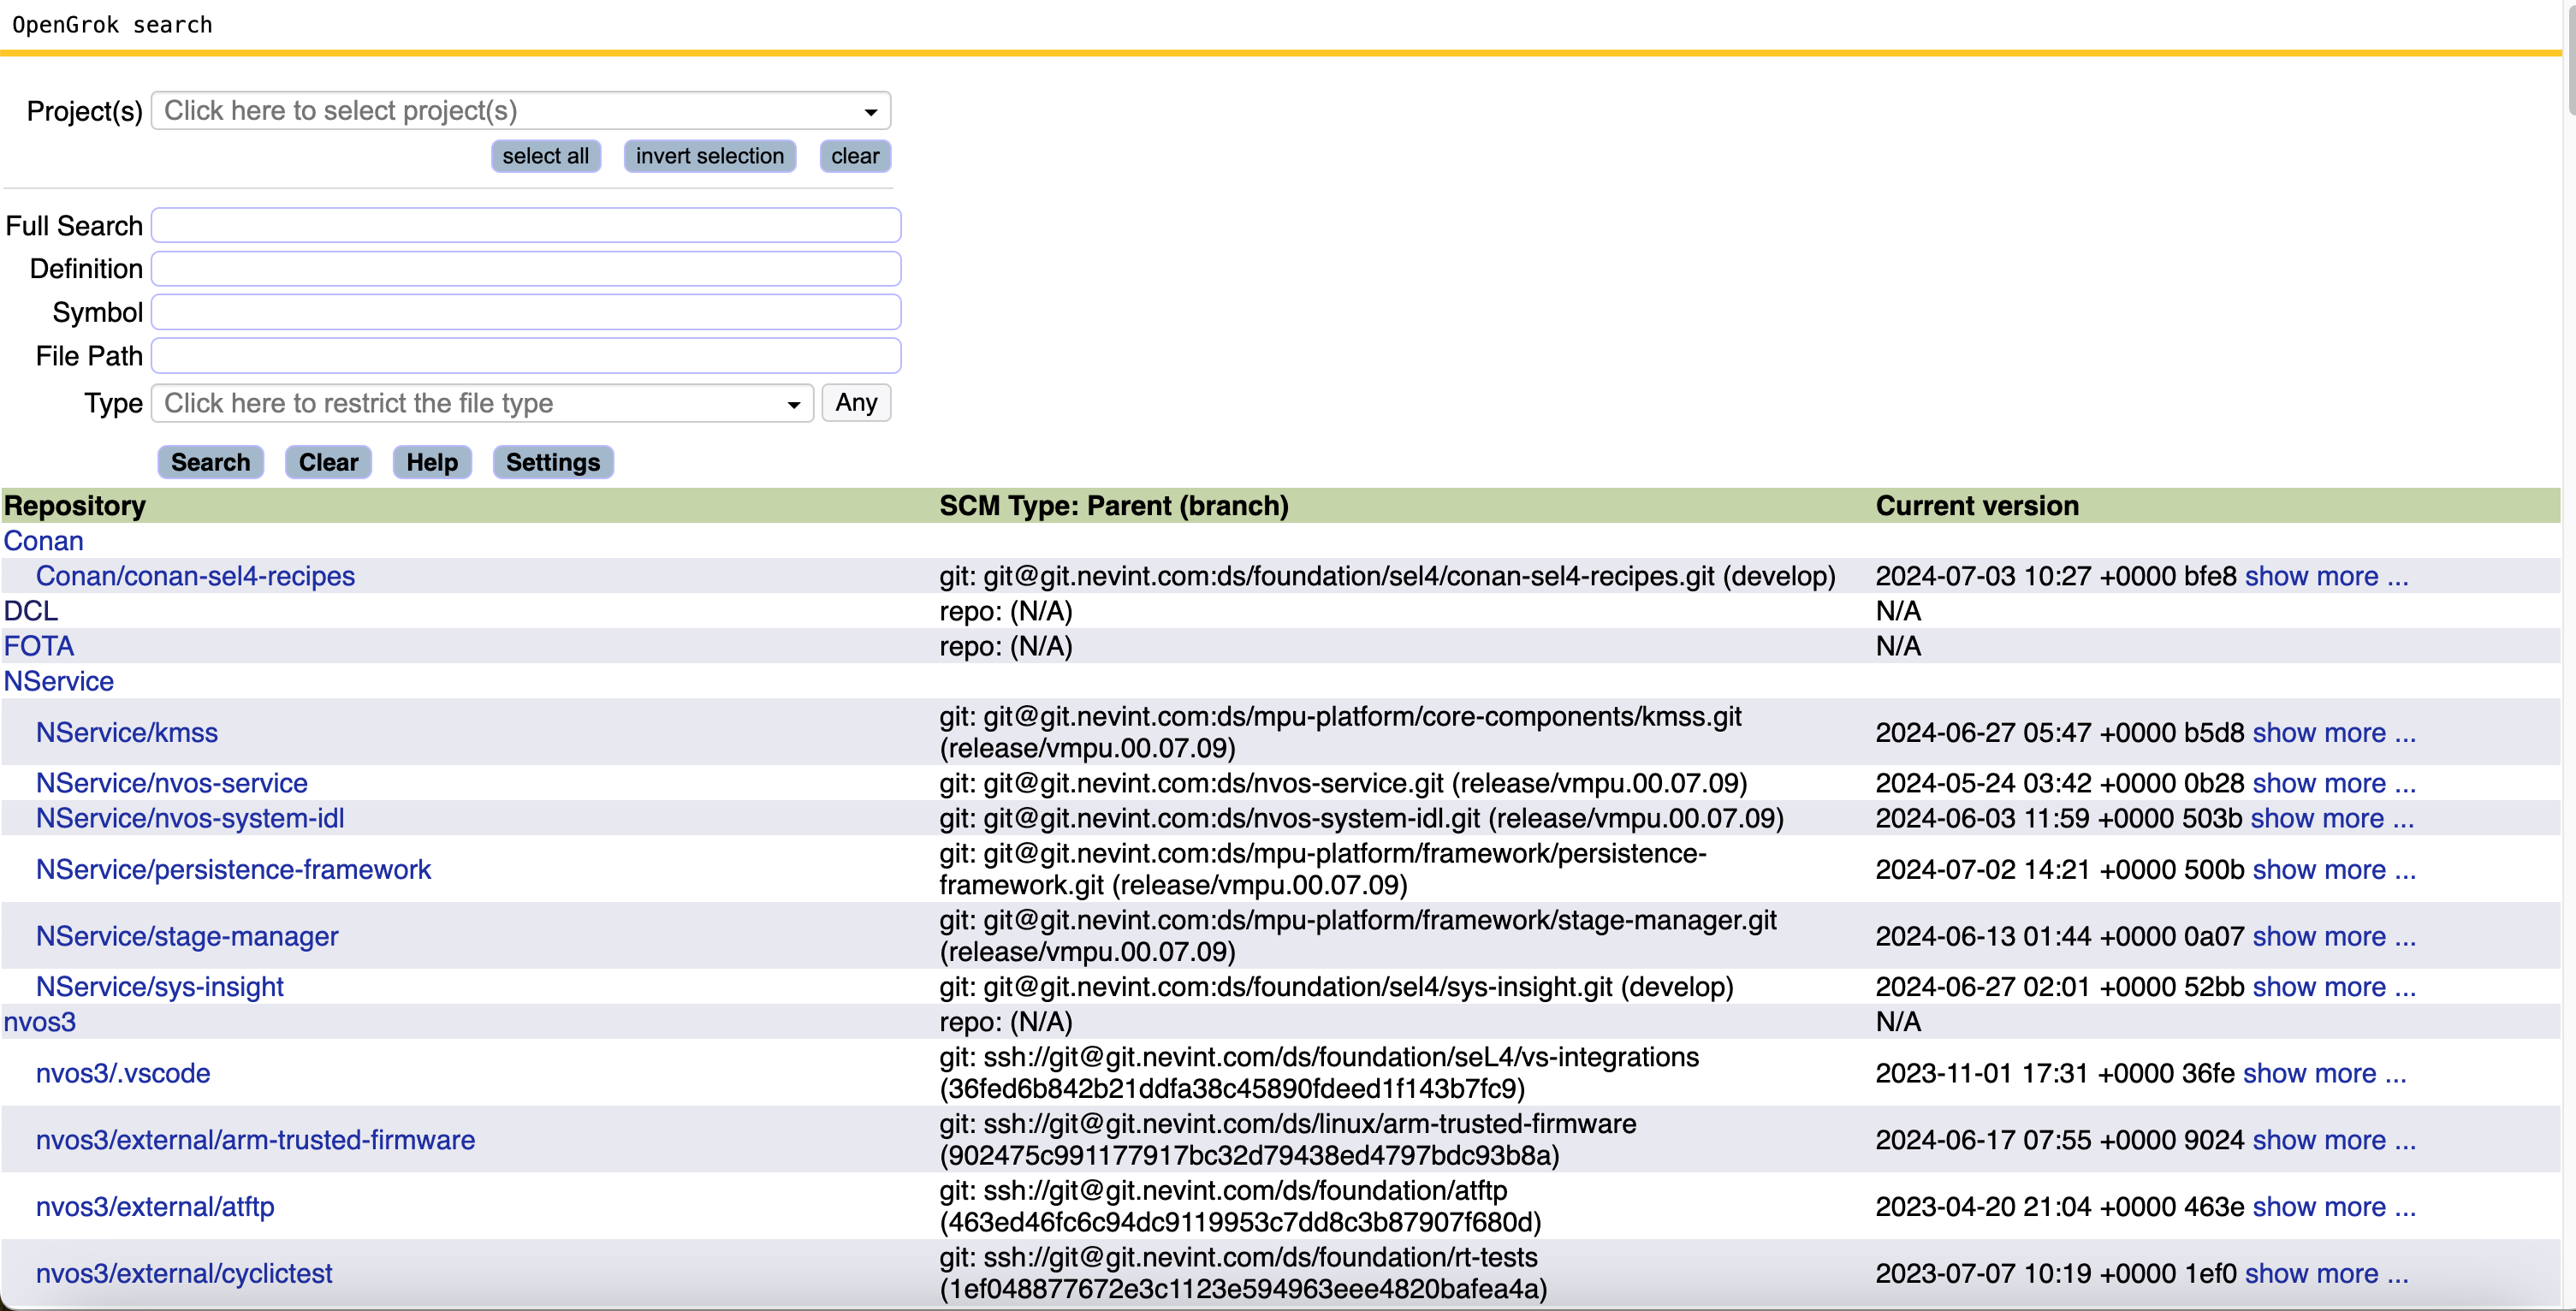 OpenGrok search
Project(s) Click here to select project(s)
select all invert selection clear
Full Search
Definition
Symbol
File Path
Type Click here to restrict the file type Any
Search Clear Help Settings
Repository SCM Type: Parent (branch) Current version
Conan
Conan/conan-sel4-recipes git: git@git.nevint.com:ds/foundation/sel4/conan-sel4-recipes.git (develop) 2024-07-03 10:27 +0000 bfe8 show more ...
DCL repo: (N/A) N/A
FOTA repo: (N/A) N/A
NService
NService/kmss git: git@git.nevint.com:ds/mpu-platform/core-components/kmss.git
(release/vmpu.00.07.09) 2024-06-27 05:47 +0000 b5d8 show more ...
NService/nvos-service git: git@git.nevint.com:ds/nvos-service.git (release/vmpu.00.07.09) 2024-05-24 03:42 +0000 0b28 show more ...
NService/nvos-system-idl git: git@git.nevint.com:ds/nvos-system-idl.git (release/vmpu.00.07.09) 2024-06-03 11:59 +0000 503b show more ...
NService/persistence-framework git: git@git.nevint.com:ds/mpu-platform/framework/persistence-
framework.git (release/vmpu.00.07.09) 2024-07-02 14:21 +0000 500b show more ...
NService/stage-manager git: git@git.nevint.com:ds/mpu-platform/framework/stage-manager.git
(release/vmpu.00.07.09) 2024-06-13 01:44 +0000 0a07 show more ...
NService/sys-insight git: git@git.nevint.com:ds/foundation/sel4/sys-insight.git (develop) 2024-06-27 02:01 +0000 52bb show more ...
nvos3 repo: (N/A) N/A
nvos3/.vscode git: ssh://git@git.nevint.com/ds/foundation/seL4/vs-integrations
(36fed6b842b21ddfa38c45890fdeed1f143b7fc9) 2023-11-01 17:31 +0000 36fe show more ...
nvos3/external/arm-trusted-firmware git: ssh://git@git.nevint.com/ds/linux/arm-trusted-firmware
(902475c991177917bc32d79438ed4797bdc93b8a) 2024-06-17 07:55 +0000 9024 show more ...
nvos3/external/atftp git: ssh://git@git.nevint.com/ds/foundation/atftp
(463ed46fc6c94dc9119953c7dd8c3b87907f680d) 2023-04-20 21:04 +0000 463e show more ...
nvos3/external/cyclictest git: ssh://git@git.nevint.com/ds/foundation/rt-tests
(1ef048877672e3c1123e594963eee4820bafea4a) 2023-07-07 10:19 +0000 1ef0 show more ...